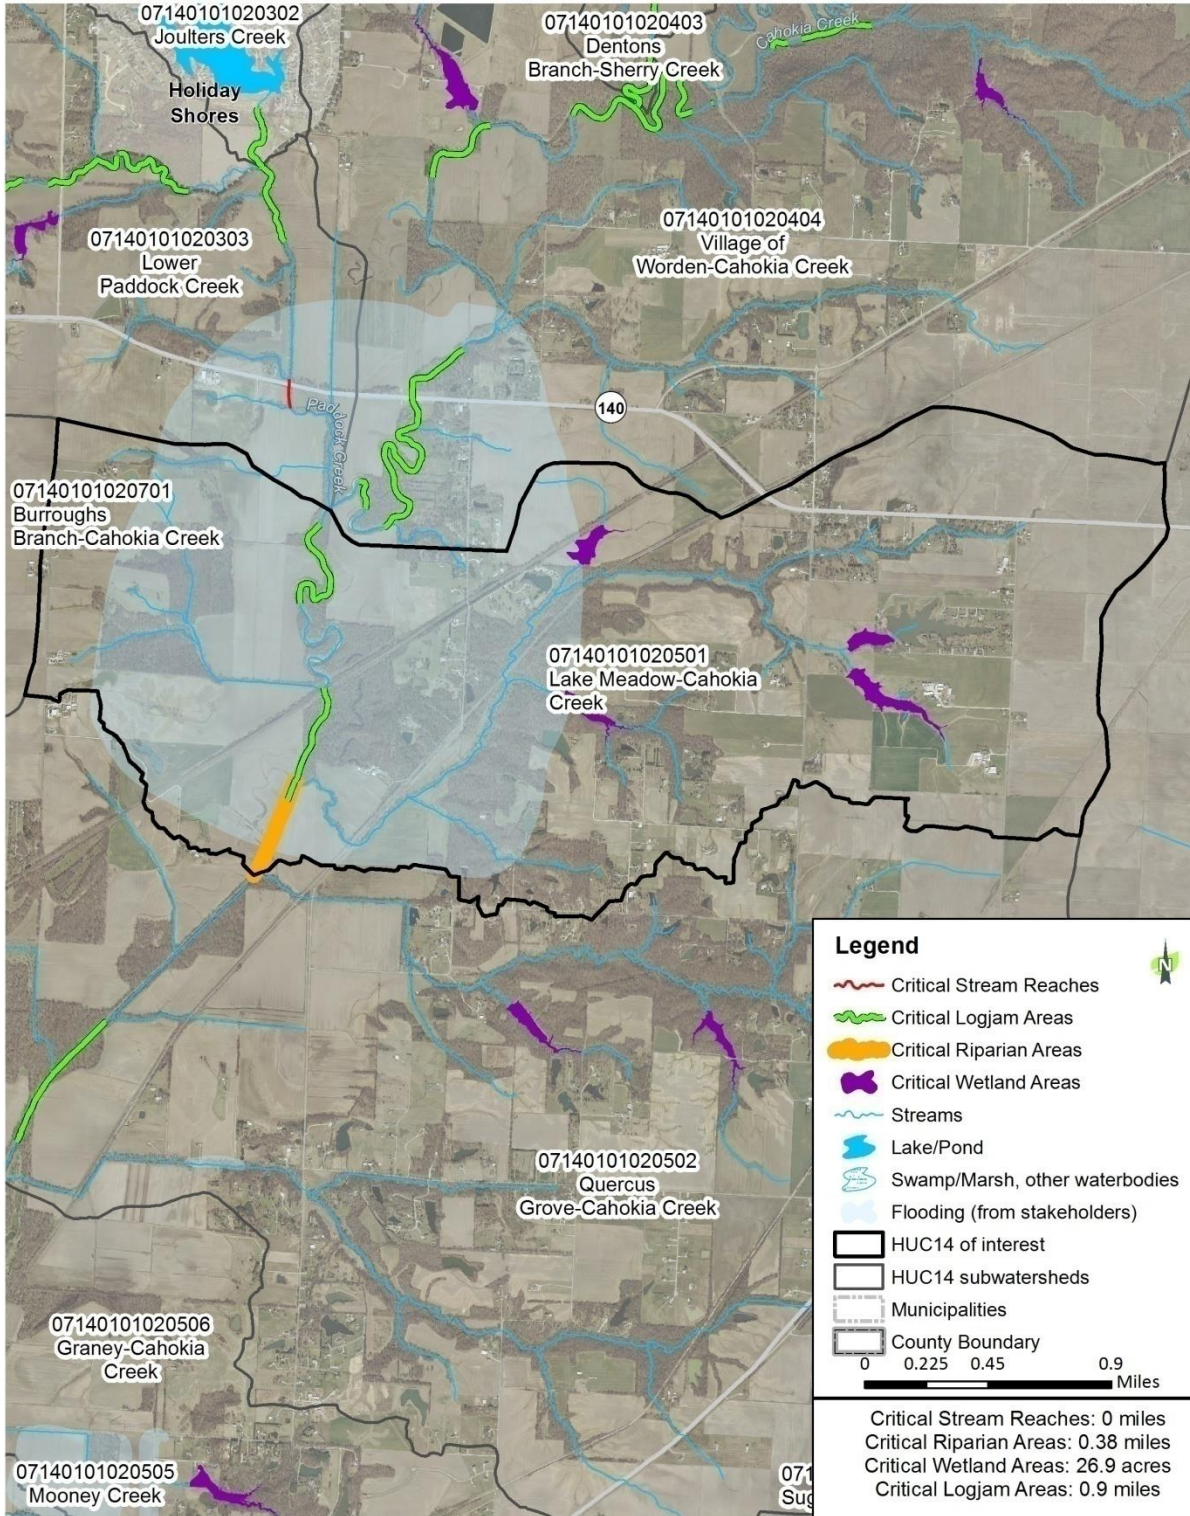 07140101020302
Joulters Creek
Holiday
Shores
07140101020403
Dentons
Branch-Sherry Creek
Cahokia Creek
07140101020404
Village of
Worden-Cahokia Creek
07140101020303
Lower
Paddock Creek
140
Paddock Creek
07140101020701
Burroughs
Branch-Cahokia Creek
07140101020501
Lake Meadow-Cahokia
Creek
07140101020502
Quercus
Grove-Cahokia Creek
07140101020506
Graney-Cahokia
Creek
07140101020505
Mooney Creek
071
Sug
Legend
N
Critical Stream Reaches
Critical Logjam Areas
Critical Riparian Areas
Critical Wetland Areas
Streams
Lake/Pond
Swamp/Marsh, other waterbodies
Flooding (from stakeholders)
HUC14 of interest
HUC14 subwatersheds
Municipalities
County Boundary
0 0.225 0.45 0.9
Miles
Critical Stream Reaches: 0 miles
Critical Riparian Areas: 0.38 miles
Critical Wetland Areas: 26.9 acres
Critical Logjam Areas: 0.9 miles